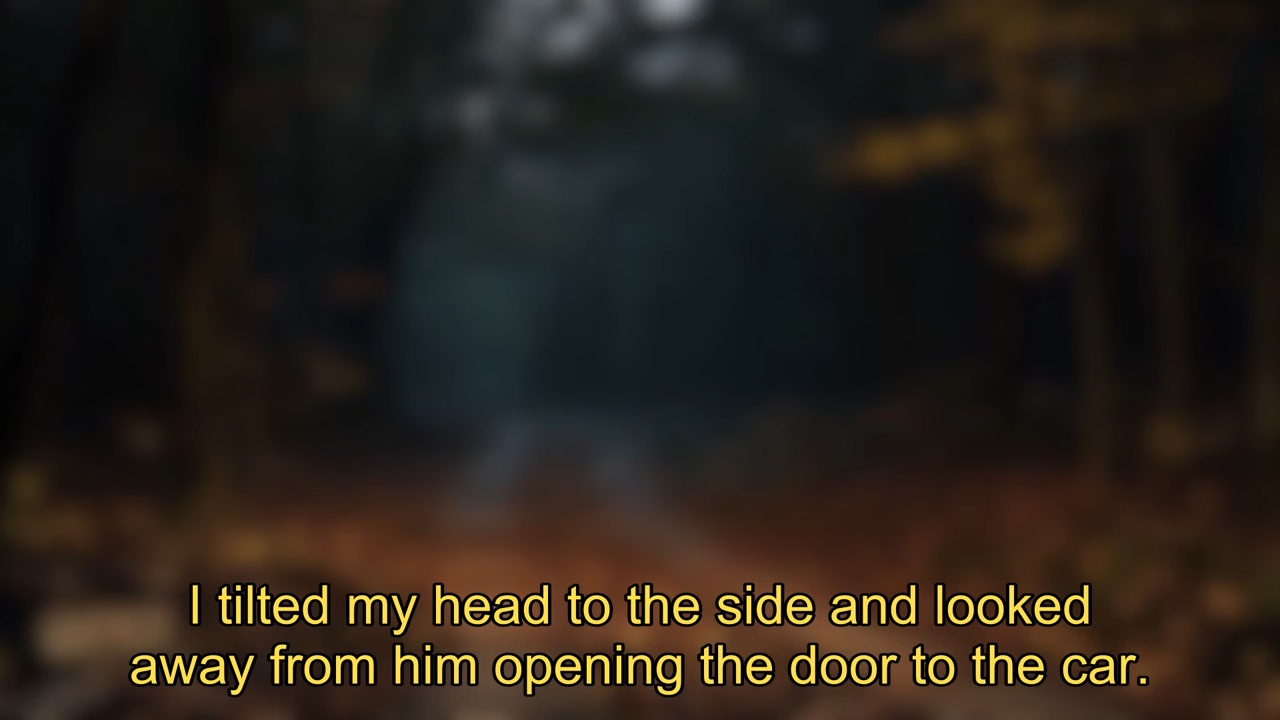 I tilted my head to the side and looked
away from him opening the door to the car.